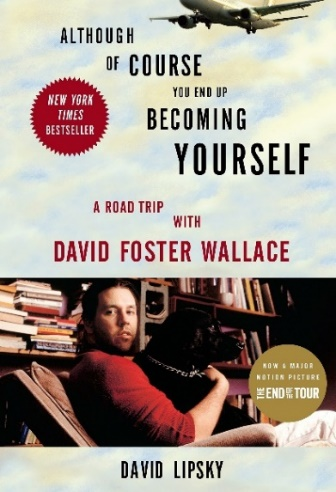 ALTHOUGH
OF COURSE
YOU END UP
BECOMING
YOURSELF
NEW YORK
TIMES
BESTSELLER
A ROAD TRIP
WITH
DAVID FOSTER WALLACE
NOW A MAJOR
MOTION PICTURE
THE END OF THE TOUR
DAVID LIPSKY